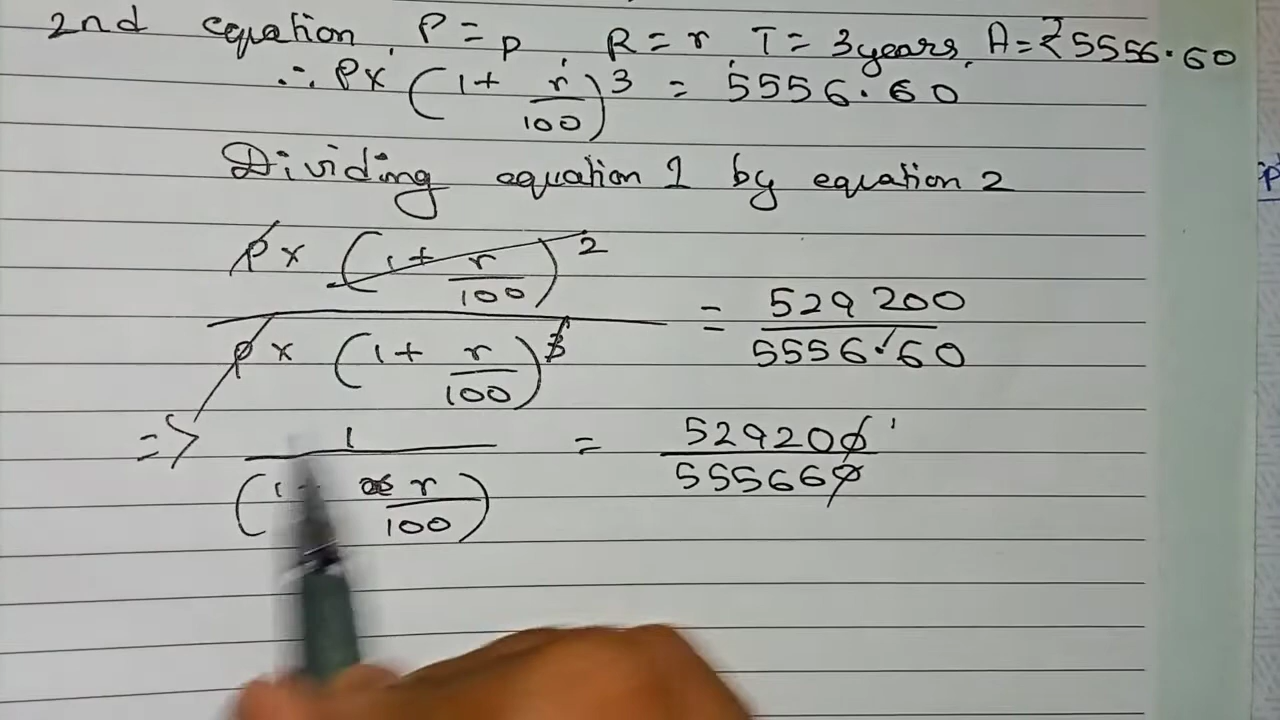 2nd equation, P = p R = r T = 3 years, A = ₹5556.60
∴ P× (1 + r/100)3 = 5556.60
Dividing equation 1 by equation 2
p × (1 + r/100)2
p × (1 + r/100)3
= 529200
5556.60
=> 1
(1 + r/100)
= 529200 1
555660
p